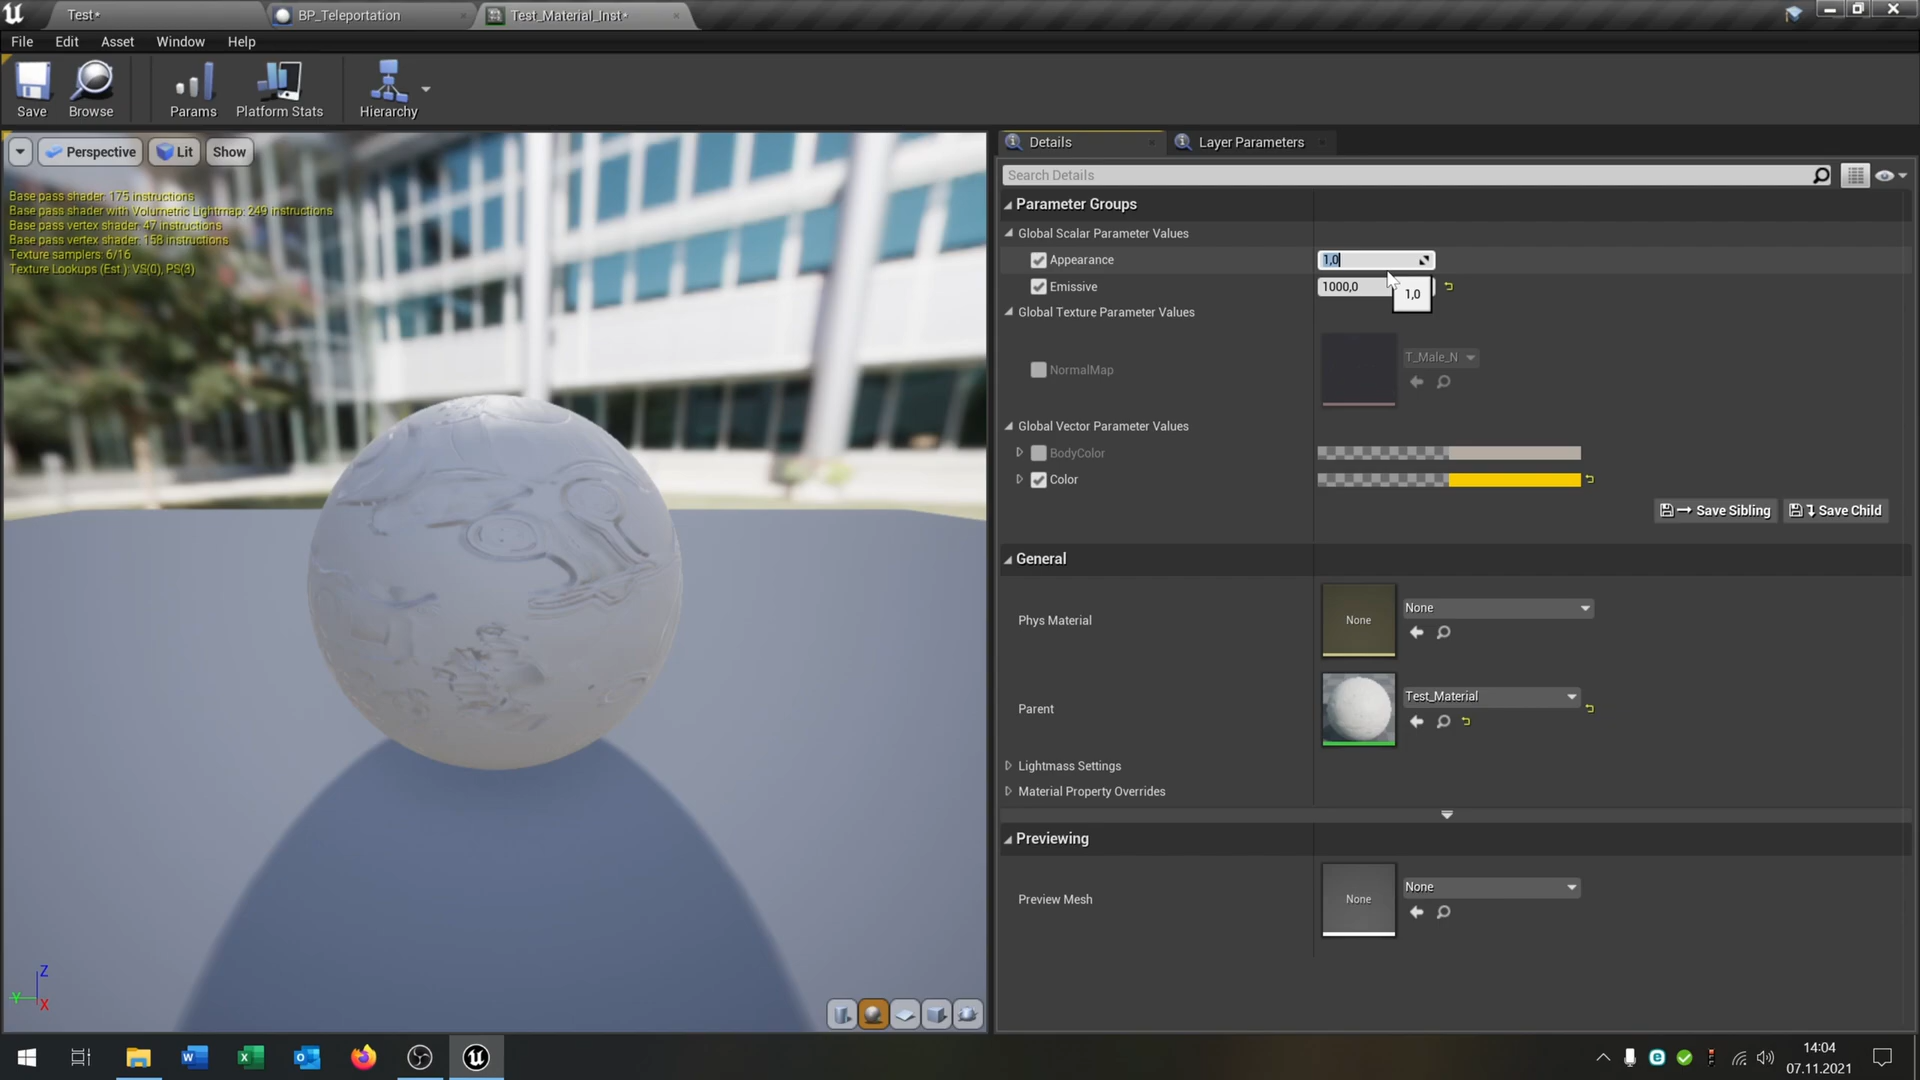 Test*
BP_Teleportation
Test_Material_Inst*
File Edit Asset Window Help
Save Browse Params Platform Stats Hierarchy
Perspective Lit Show
Base pass shader: 175 instructions
Base pass shader with Volumetric Lightmap: 249 instructions
Base pass vertex shader: 47 instructions
Base pass vertex shader: 158 instructions
Texture samplers: 6/16
Texture Lookups (Est.): VS(0), PS(3)
Z
Y
X
Details
Layer Parameters
Search Details
Parameter Groups
Global Scalar Parameter Values
Appearance 1,0
Emissive 1000,0
1,0
Global Texture Parameter Values
NormalMap T_Male_N
Global Vector Parameter Values
BodyColor
Color
Save Sibling Save Child
General
Phys Material None None
Parent Test_Material
Lightmass Settings
Material Property Overrides
Previewing
Preview Mesh None None
14:04
07.11.2021